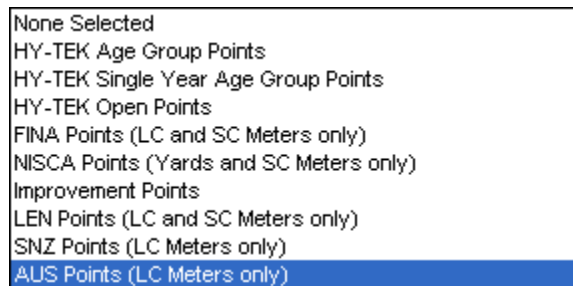 None Selected
HY-TEK Age Group Points
HY-TEK Single Year Age Group Points
HY-TEK Open Points
FINA Points (LC and SC Meters only)
NISCA Points (Yards and SC Meters only)
Improvement Points
LEN Points (LC and SC Meters only)
SNZ Points (LC Meters only)
AUS Points (LC Meters only)